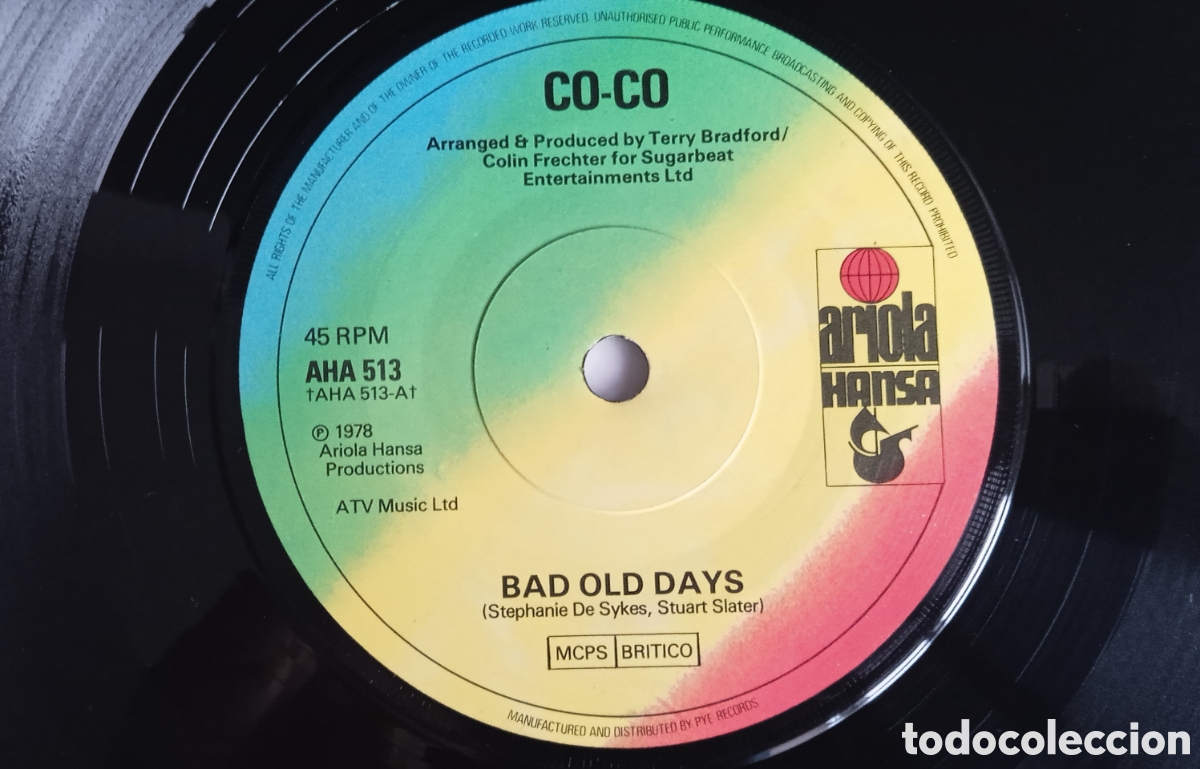 ALL RIGHTS OF THE MANUFACTURER AND OF THE OWNER OF THE RECORDED WORK RESERVED. UNAUTHORISED PUBLIC PERFORMANCE BROADCASTING AND COPYING OF THIS RECORD PROHIBITED
CO-CO
Arranged & Produced by Terry Bradford/
Colin Frechter for Sugarbeat
Entertainments Ltd
ariola
HANSA
45 RPM
AHA 513
†AHA 513-A†
Ⓟ 1978
Ariola Hansa
Productions
ATV Music Ltd
BAD OLD DAYS
(Stephanie De Sykes, Stuart Slater)
MCPS BRITICO
MANUFACTURED AND DISTRIBUTED BY PYE RECORDS
todocoleccion